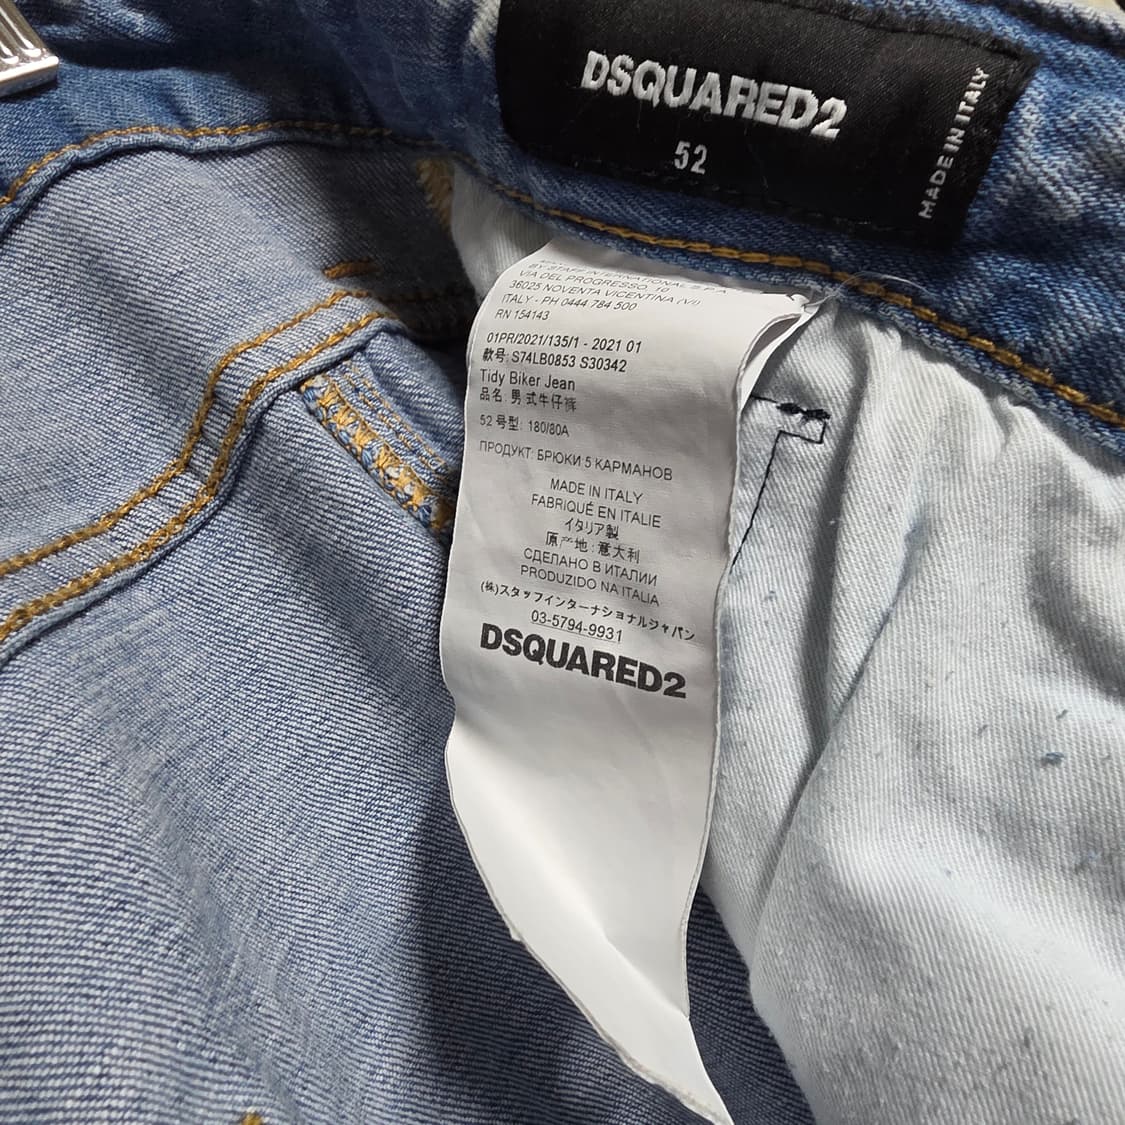 DSQUARED2
52
MADE IN ITALY
BY STAFF INTERNATIONAL S.P.A.
VIA DEL PROGRESSO, 10
36025 NOVENTA VICENTINA (VI)
ITALY - PH 0444 784 500
RN 154143
01PR/2021/135/1 - 2021 01
款号: S74LB0853 S30342
Tidy Biker Jean
品名: 男式牛仔裤
52 号型: 180/80A
ПРОДУКТ: БРЮКИ 5 КАРМАНОВ
MADE IN ITALY
FABRIQUÉ EN ITALIE
イタリア製
原产地:意大利
СДЕЛАНО В ИТАЛИИ
PRODUZIDO NA ITALIA
(株)スタッフインターナショナルジャパン
03-5794-9931
DSQUARED2